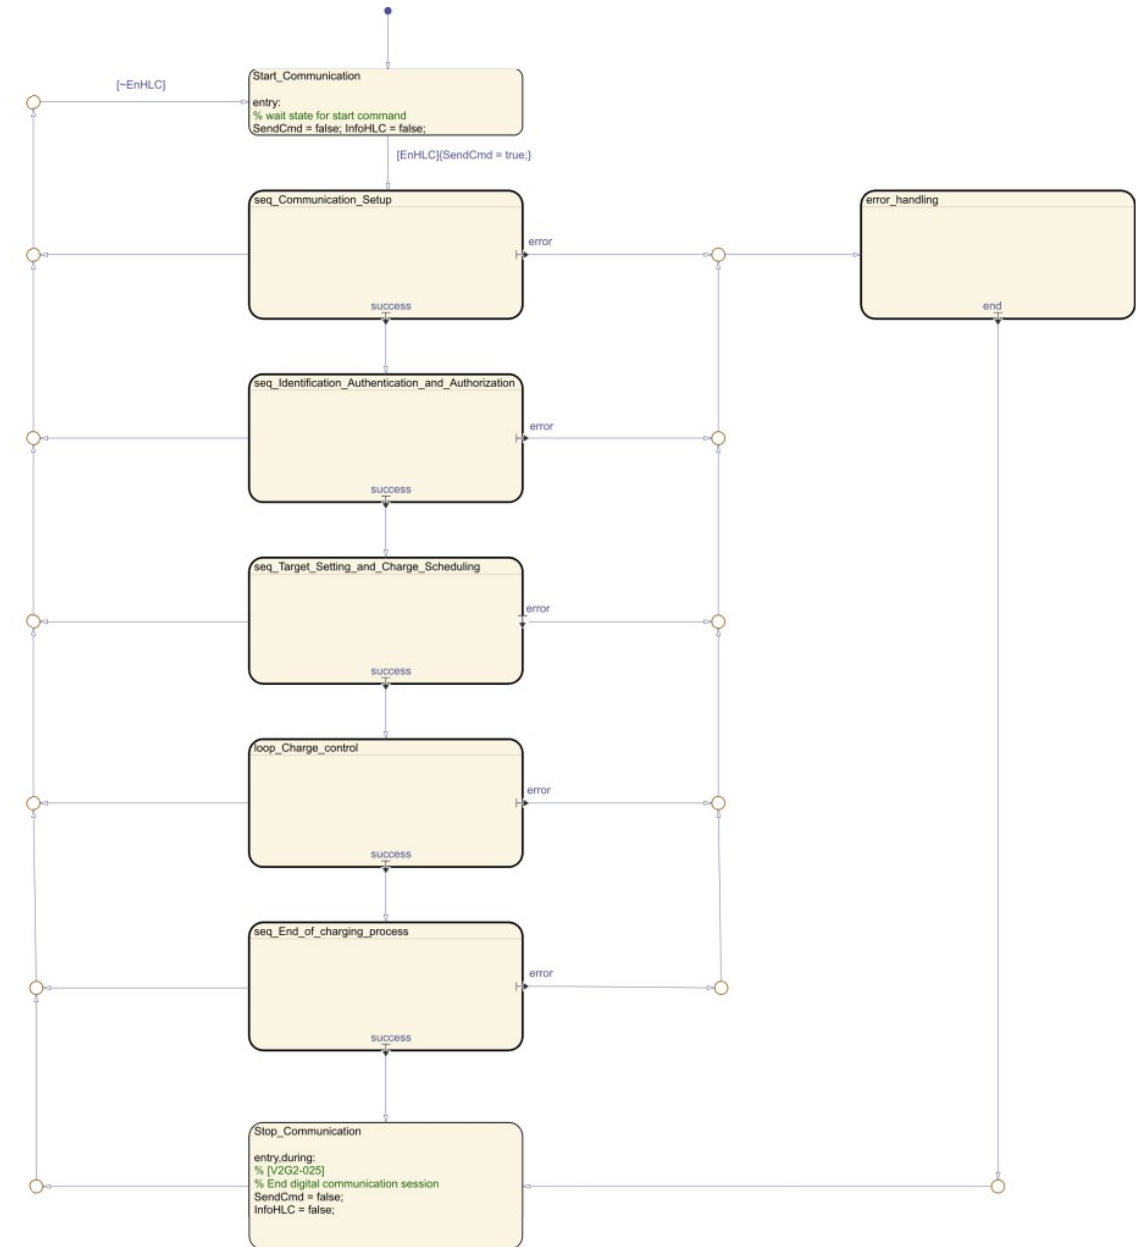 Start_Communication
[~EnHLC]
entry:
% wait state for start command
SendCmd = false; InfoHLC = false;
[EnHLC]{SendCmd = true;}
seq_Communication_Setup
error_handling
error
success
end
seq_Identification_Authentication_and_Authorization
error
success
seq_Target_Setting_and_Charge_Scheduling
error
success
loop_Charge_control
error
success
seq_End_of_charging_process
error
success
Stop_Communication
entry,during:
% [V2G2-025]
% End digital communication session
SendCmd = false;
InfoHLC = false;